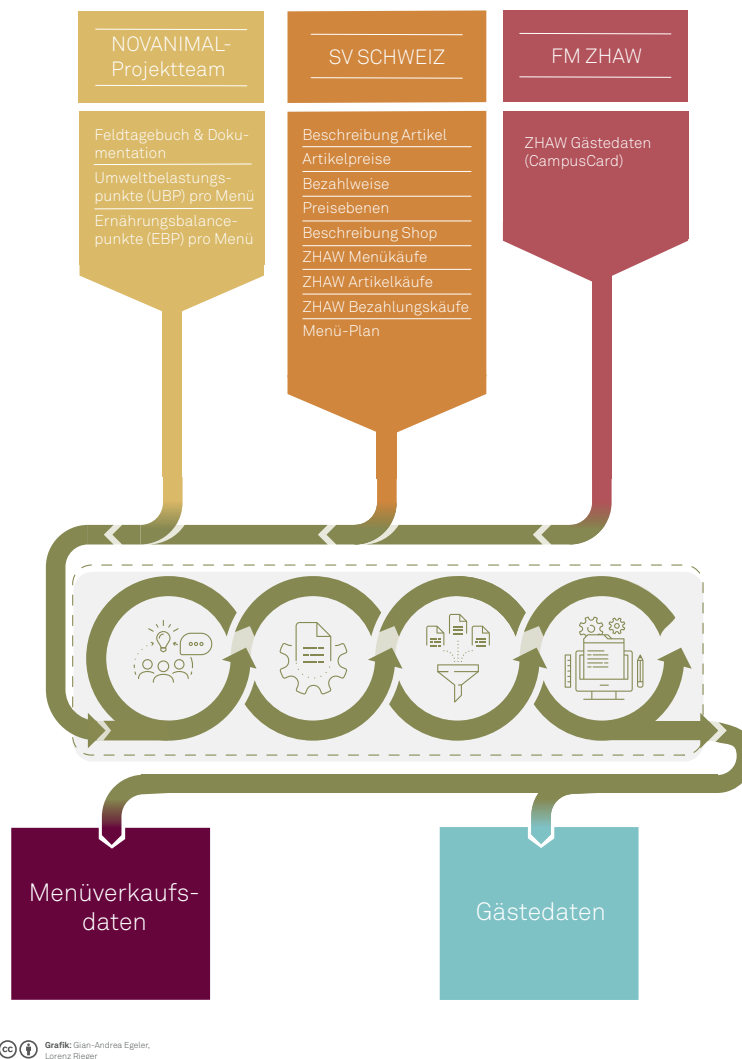 NOVANIMAL-
Projektteam
SV SCHWEIZ
FM ZHAW
Feldtagebuch & Doku-
mentation
Umweltbelastungs-
punkte (UBP) pro Menü
Ernährungsbalance-
punkte (EBP) pro Menü
Beschreibung Artikel
Artikelpreise
Bezahlweise
Preisebenen
Beschreibung Shop
ZHAW Menükäufe
ZHAW Artikelkäufe
ZHAW Bezahlungskäufe
Menü-Plan
ZHAW Gästedaten
(CampusCard)
Menüverkaufs-
daten
Gästedaten
cc
Grafik: Gian-Andrea Egeler,
Lorenz Rieger